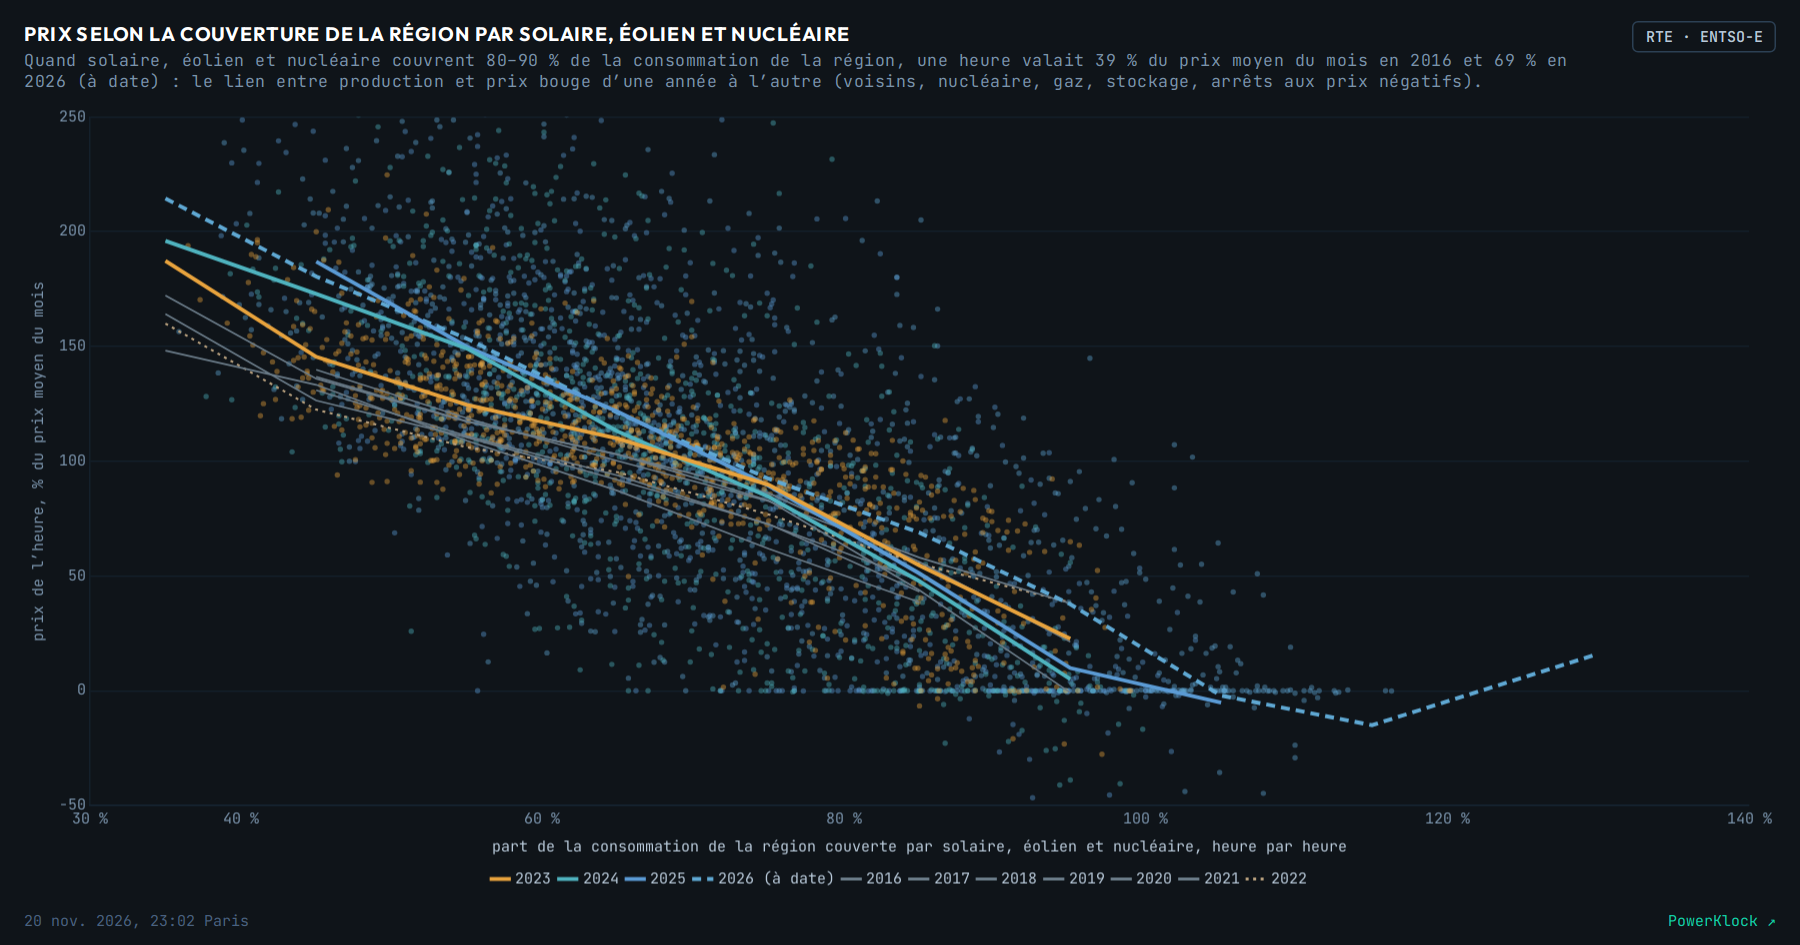 PRIX SELON LA COUVERTURE DE LA RÉGION PAR SOLAIRE, ÉOLIEN ET NUCLÉAIRE
RTE · ENTSO-E
Quand solaire, éolien et nucléaire couvrent 80–90 % de la consommation de la région, une heure valait 39 % du prix moyen du mois en 2016 et 69 % en
2026 (à date) : le lien entre production et prix bouge d’une année à l’autre (voisins, nucléaire, gaz, stockage, arrêts aux prix négatifs).
prix de l’heure, % du prix moyen du mois
250
200
150
100
50
0
-50
30 %
40 %
60 %
80 %
100 %
120 %
140 %
part de la consommation de la région couverte par solaire, éolien et nucléaire, heure par heure
2023 2024 2025 2026 (à date) 2016 2017 2018 2019 2020 2021 2022
20 nov. 2026, 23:02 Paris
PowerKlock ↗